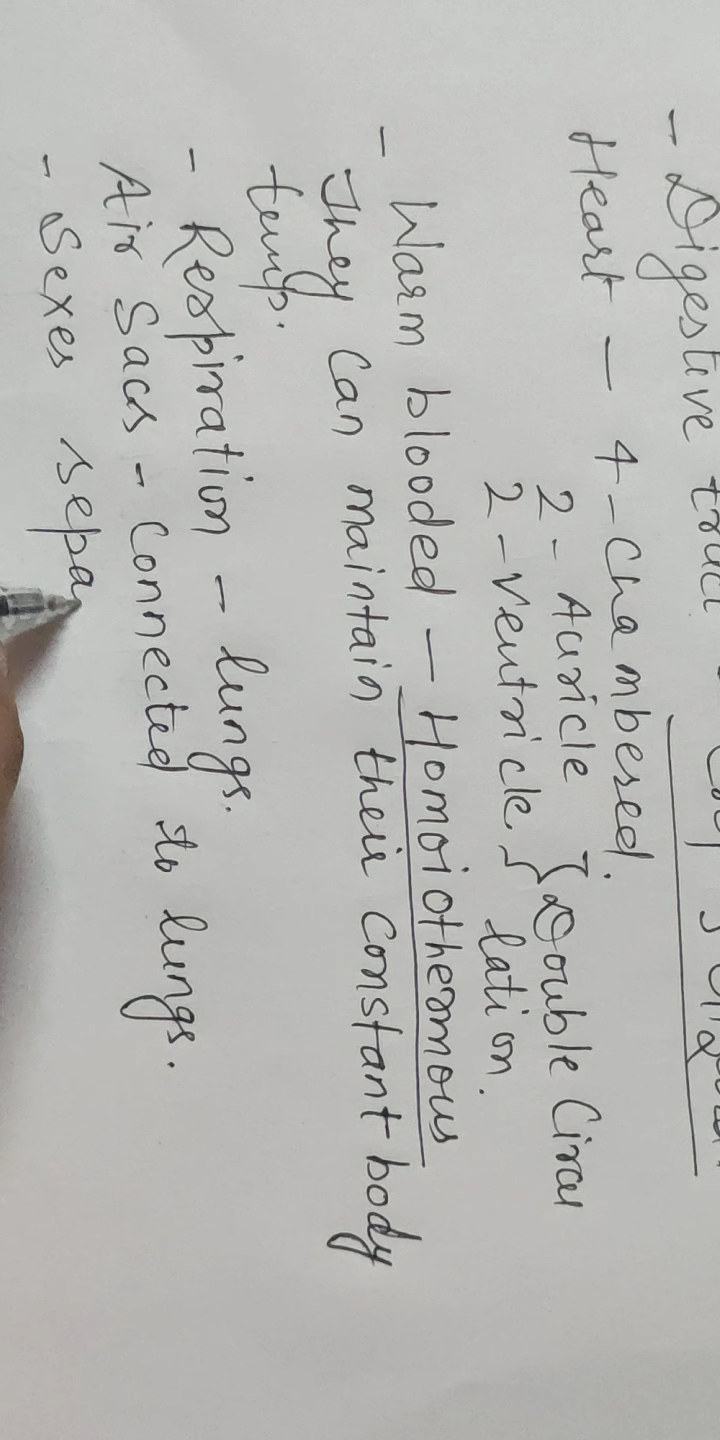 - Digestive
Heart - 4-Chambered.
2 - Auricle } Double Circu
2 - Ventricle. lation.
- Warm blooded - Homoiothermous
They can maintain their constant body
temp.
- Respiration - lungs.
Air Sacs - Connected to lungs.
- Sexes sepa